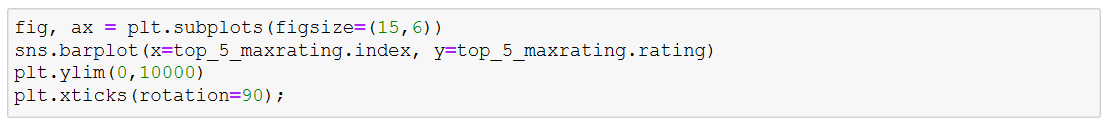 fig, ax = plt.subplots(figsize=(15,6))
sns.barplot(x=top_5_maxrating.index, y=top_5_maxrating.rating)
plt.ylim(0,10000)
plt.xticks(rotation=90);